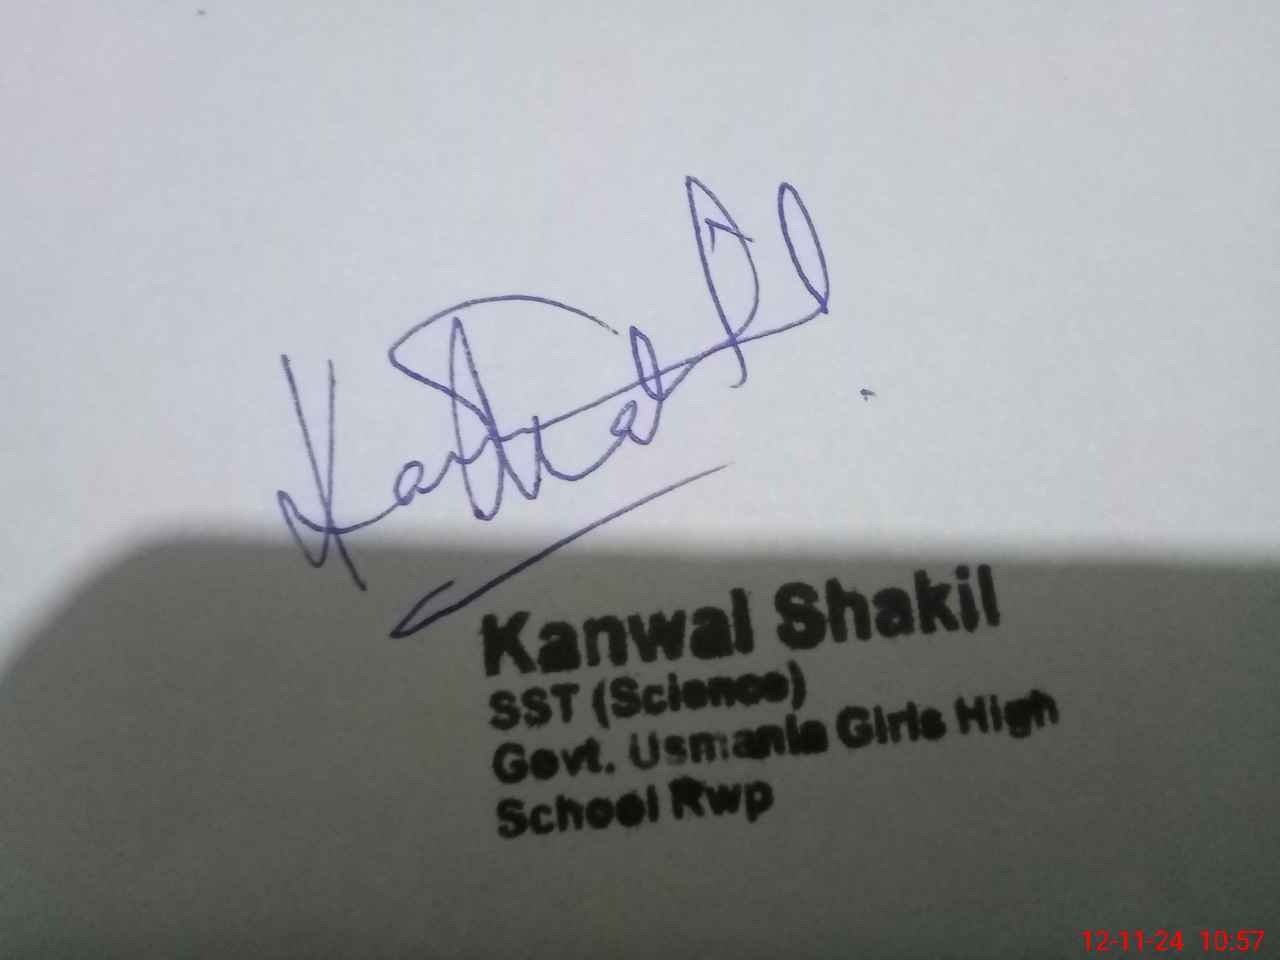 Kanwal Shakil
SST (Science)
Govt. Usmania Girls High
School Rwp
12-11-24 10:57